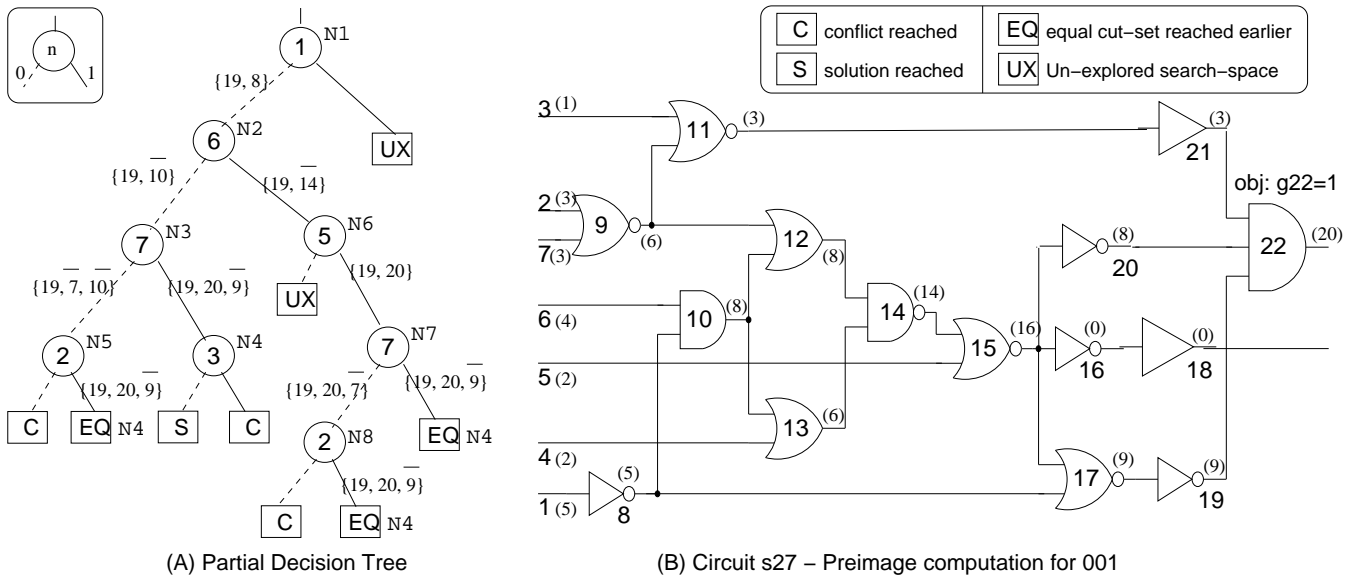 n
0
1
1
N1
{19, 8}
6
N2
UX
{19, 10}
{19, 14}
7
N3
5
N6
{19, 7, 10}
{19, 20, 9}
UX
{19, 20}
2
N5
3
N4
7
N7
{19, 20, 9}
{19, 20, 7}
{19, 20, 9}
C
EQ N4
S
C
2
N8
EQ N4
{19, 20, 9}
C
EQ N4
(A) Partial Decision Tree
C conflict reached
EQ equal cut−set reached earlier
S solution reached
UX Un−explored search−space
3 (1)
11
(3)
(3)
21
obj: g22=1
2 (3)
9
7 (3)
(6)
12
(8)
(8)
20
22
(20)
6 (4)
10
(8)
14
(14)
5 (2)
15
(16)
(0)
16
(0)
18
13
(6)
4 (2)
17
(9)
(9)
19
1 (5)
(5)
8
(B) Circuit s27 − Preimage computation for 001